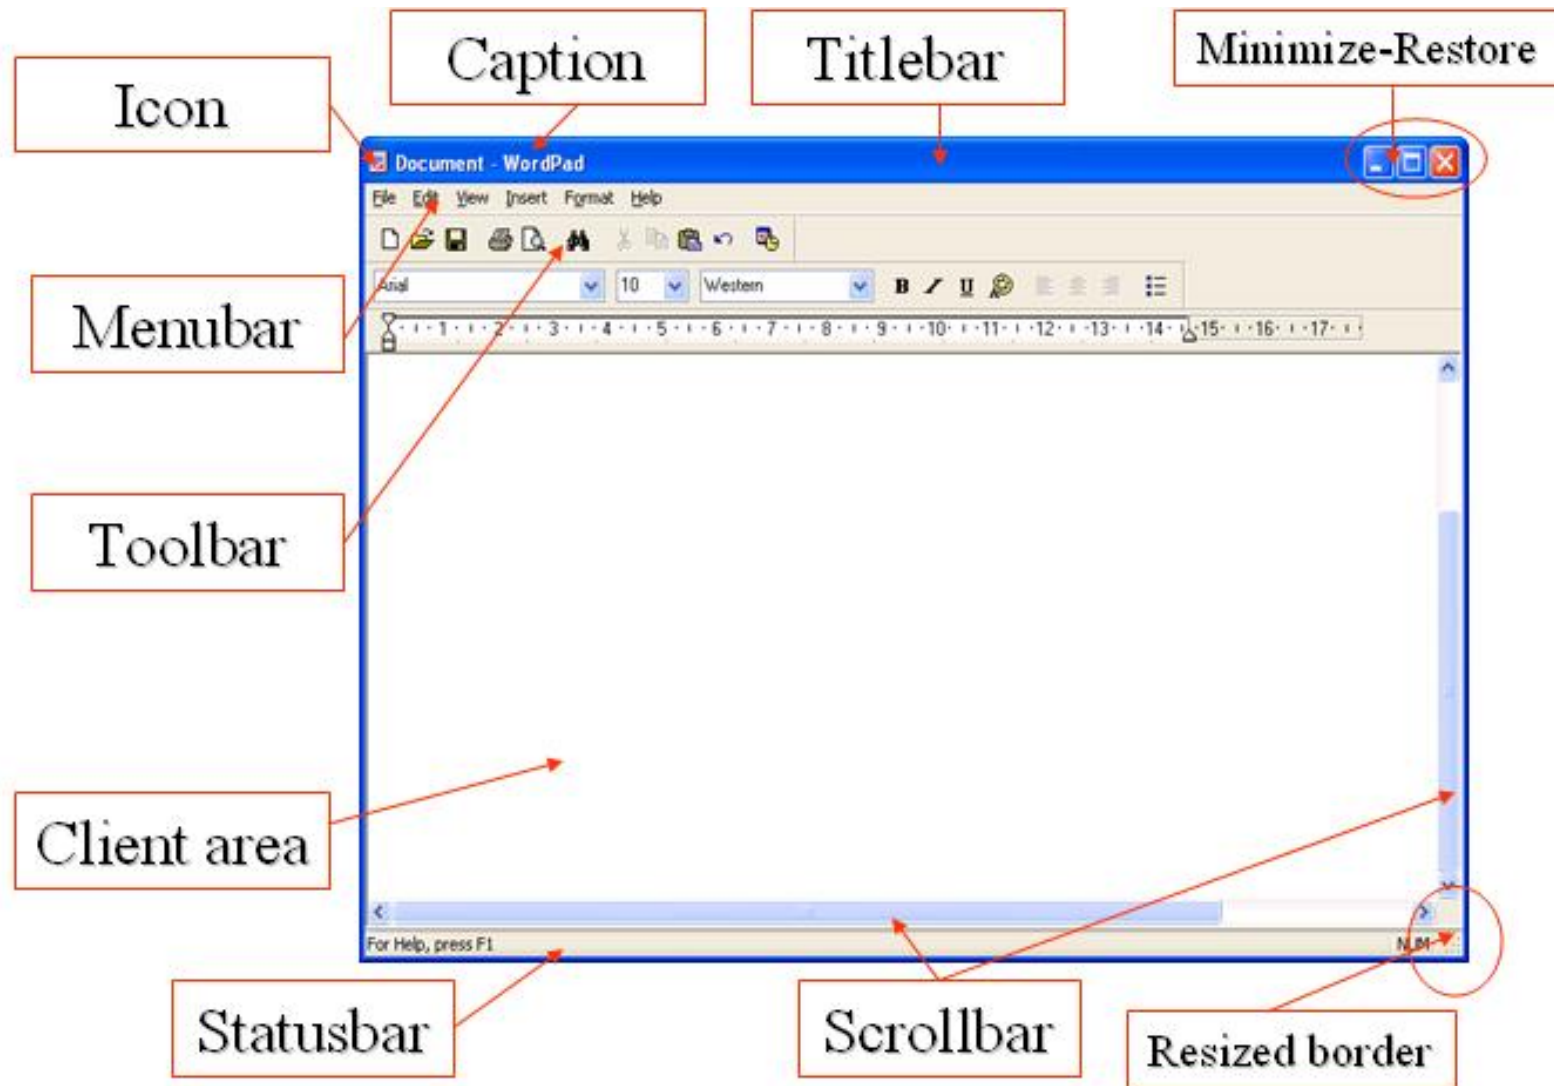 Caption
Titlebar
Minimize-Restore
Icon
Document - WordPad
File Edit View Insert Format Help
Menubar
Arial 10 Western B I U
1 2 3 4 5 6 7 8 9 10 11 12 13 14 15 16 17
Toolbar
Client area
For Help, press F1 NUM
Statusbar
Scrollbar
Resized border